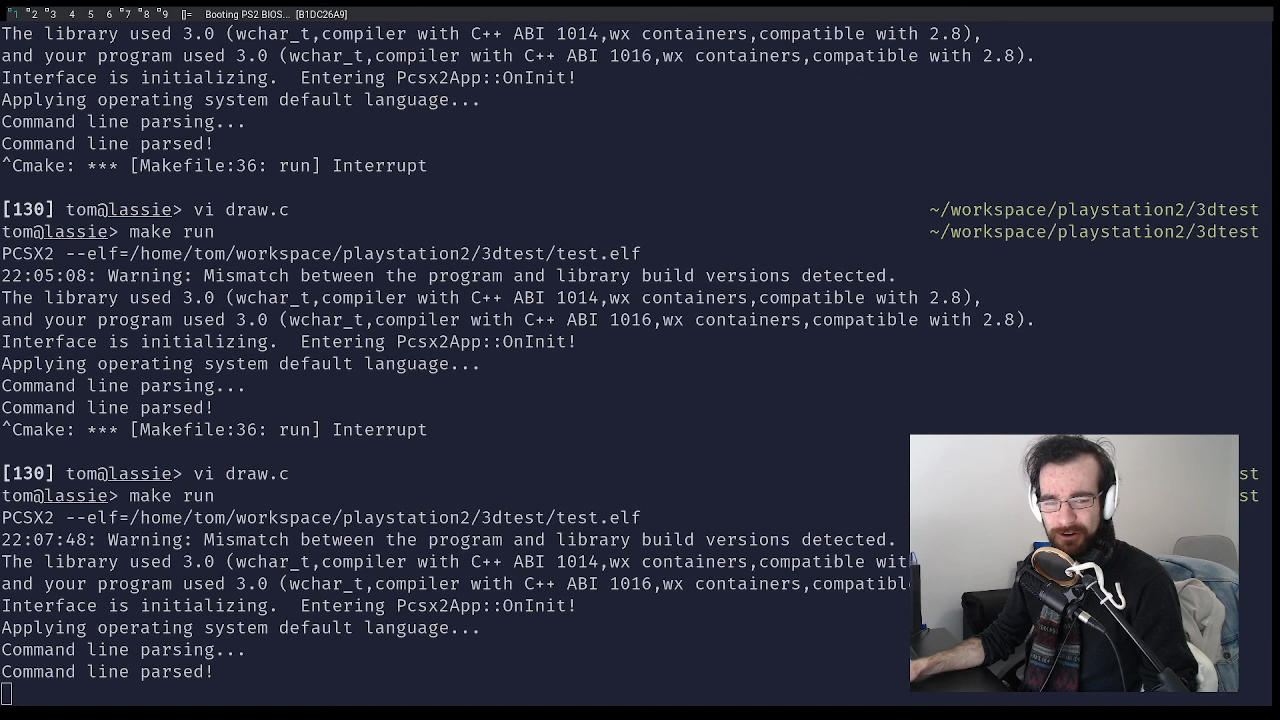 1 2 3 4 5 6 7 8 9 []= Booting PS2 BIOS... [B1DC26A9]
The library used 3.0 (wchar_t,compiler with C++ ABI 1014,wx containers,compatible with 2.8),
and your program used 3.0 (wchar_t,compiler with C++ ABI 1016,wx containers,compatible with 2.8).
Interface is initializing.  Entering Pcsx2App::OnInit!
Applying operating system default language...
Command line parsing...
Command line parsed!
^Cmake: *** [Makefile:36: run] Interrupt
[130] tom@lassie> vi draw.c ~/workspace/playstation2/3dtest
tom@lassie> make run ~/workspace/playstation2/3dtest
PCSX2 --elf=/home/tom/workspace/playstation2/3dtest/test.elf
22:05:08: Warning: Mismatch between the program and library build versions detected.
The library used 3.0 (wchar_t,compiler with C++ ABI 1014,wx containers,compatible with 2.8),
and your program used 3.0 (wchar_t,compiler with C++ ABI 1016,wx containers,compatible with 2.8).
Interface is initializing.  Entering Pcsx2App::OnInit!
Applying operating system default language...
Command line parsing...
Command line parsed!
^Cmake: *** [Makefile:36: run] Interrupt
[130] tom@lassie> vi draw.c st
tom@lassie> make run st
PCSX2 --elf=/home/tom/workspace/playstation2/3dtest/test.elf
22:07:48: Warning: Mismatch between the program and library build versions detected.
The library used 3.0 (wchar_t,compiler with C++ ABI 1014,wx containers,compatible wit
and your program used 3.0 (wchar_t,compiler with C++ ABI 1016,wx containers,compatibl
Interface is initializing.  Entering Pcsx2App::OnInit!
Applying operating system default language...
Command line parsing...
Command line parsed!